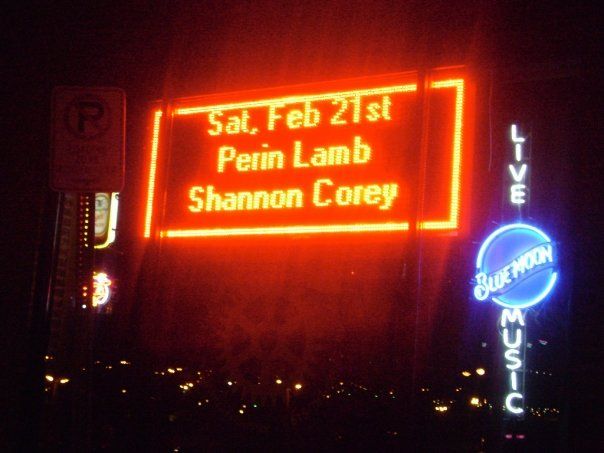 Sat, Feb 21st
Perin Lamb
Shannon Corey
P
LIVE
BLUE MOON
MUSIC